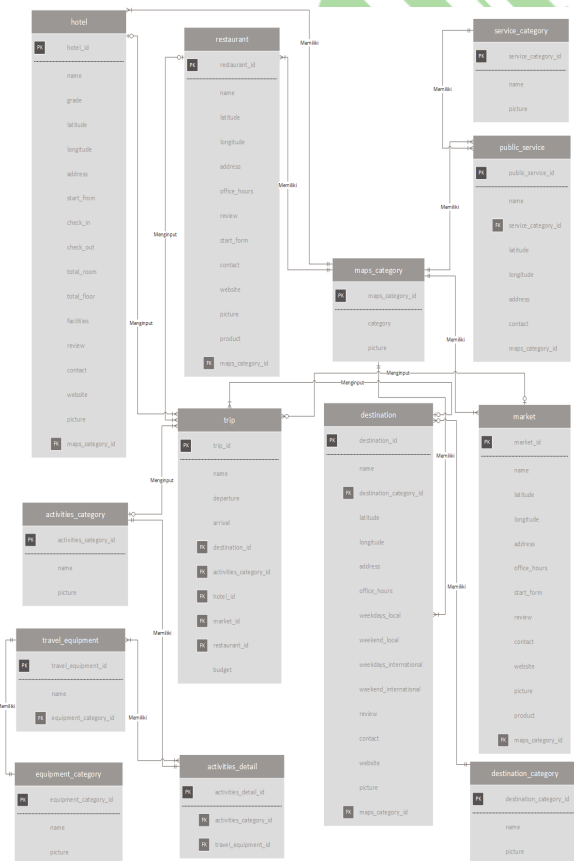 hotel
PK hotel_id
name
grade
latitude
longitude
address
start_from
check_in
check_out
total_room
total_floor
facilities
review
contact
website
picture
FK maps_category_id
restaurant
PK restaurant_id
name
latitude
longitude
address
office_hours
review
start_form
contact
website
picture
product
FK maps_category_id
Memiliki
Memiliki
Manginput
Manginput
service_category
PK service_category_id
name
picture
Memiliki
public_service
PK public_service_id
name
FK service_category_id
latitude
longitude
address
contact
maps_category_id
Memiliki
maps_category
PK maps_category_id
category
picture
Memiliki
Manginput
Manginput
trip
PK trip_id
name
departure
arrival
FK destination_id
FK activities_category_id
FK hotel_id
FK market_id
FK restaurant_id
budget
destination
PK destination_id
name
FK destination_category_id
latitude
longitude
address
office_hours
weekdays_local
weekend_local
weekdays_international
weekend_international
review
contact
website
picture
FK maps_category_id
Memiliki
Memiliki
market
PK market_id
name
latitude
longitude
address
office_hours
start_form
review
contact
website
picture
product
FK maps_category_id
Manginput
activities_category
PK activities_category_id
name
picture
Memiliki
travel_equipment
PK travel_equipment_id
name
FK equipment_category_id
Memiliki
Memiliki
equipment_category
PK equipment_category_id
name
picture
activities_detail
PK activities_detail_id
FK activities_category_id
FK travel_equipment_id
destination_category
PK destination_category_id
name
picture